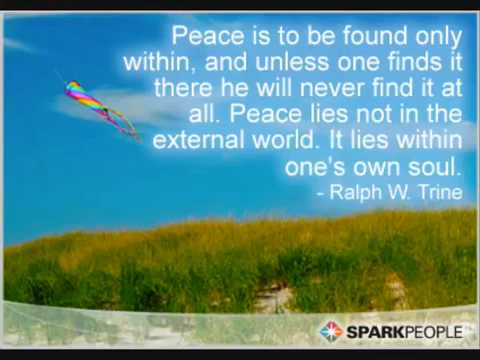 Peace is to be found only
within, and unless one finds it
there he will never find it at
all. Peace lies not in the
external world. It lies within
one's own soul.
- Ralph W. Trine
SPARKPEOPLE